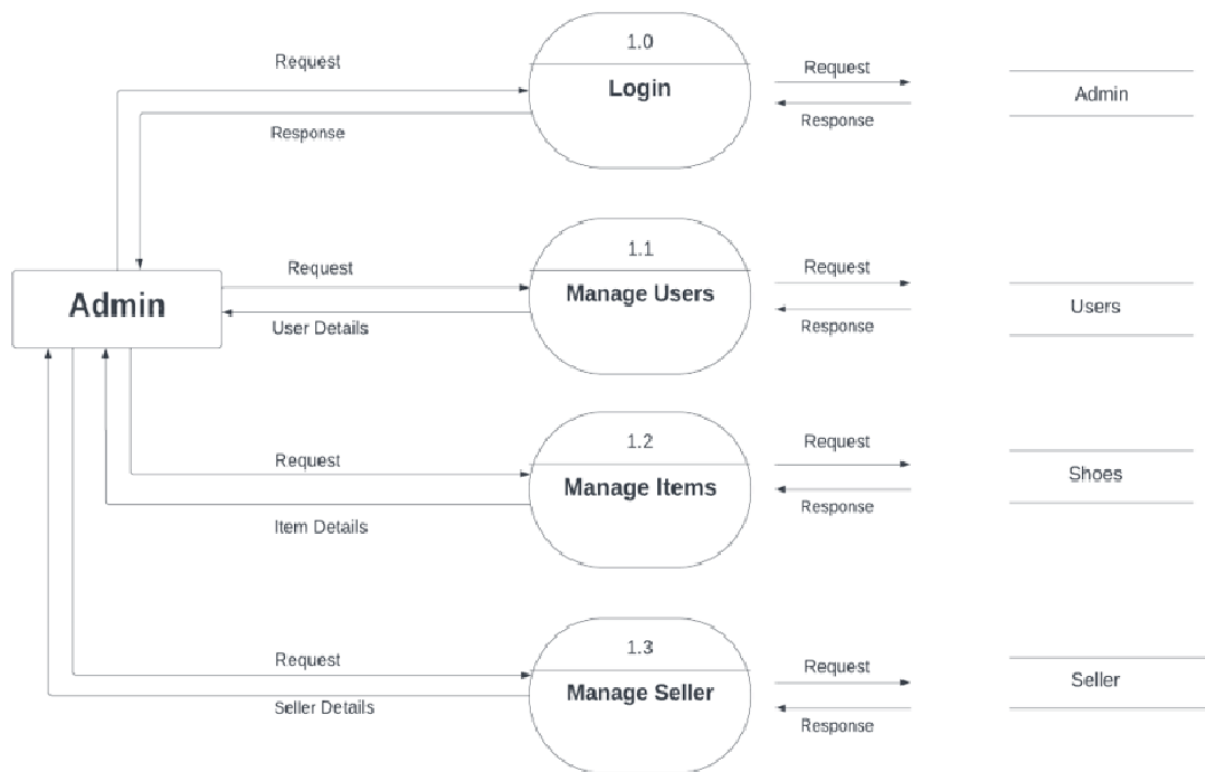 1.0
Request
Login
Request
Admin
Response
Response
1.1
Request
Request
Admin
Manage Users
Users
User Details
Response
1.2
Request
Request
Manage Items
Shoes
Item Details
Response
1.3
Request
Request
Manage Seller
Seller
Seller Details
Response